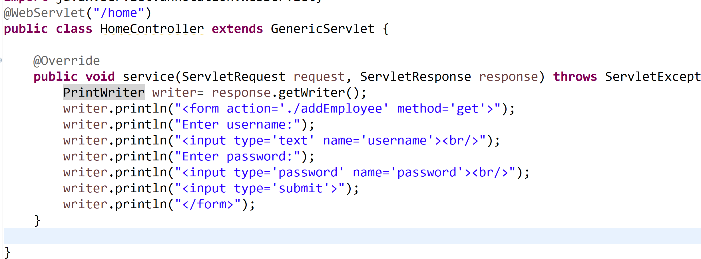 @WebServlet("/home")
public class HomeController extends GenericServlet {
@Override
public void service(ServletRequest request, ServletResponse response) throws ServletExcept
PrintWriter writer= response.getWriter();
writer.println("<form action='./addEmployee' method='get'>");
writer.println("Enter username:");
writer.println("<input type='text' name='username'><br/>");
writer.println("Enter password:");
writer.println("<input type='password' name='password'><br/>");
writer.println("<input type='submit'>");
writer.println("</form>");
}
}